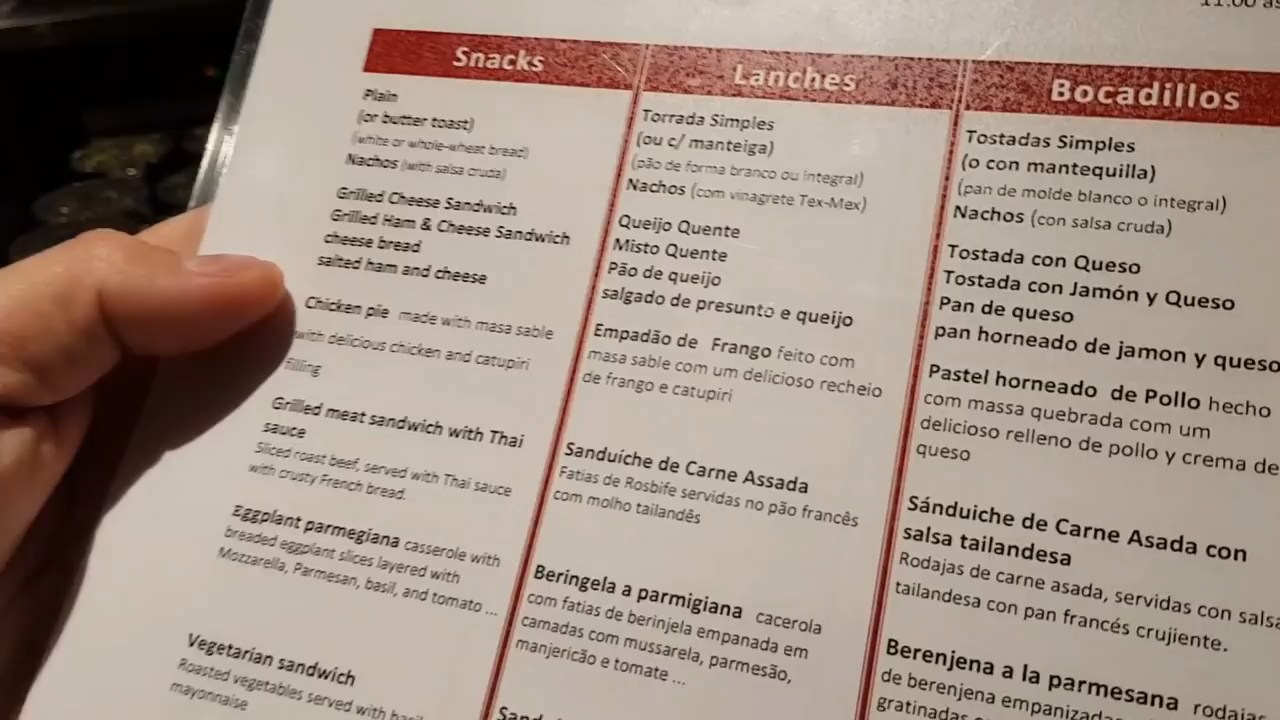 11:00 às
Snacks
Plain
(or butter toast)
(white or whole-wheat bread)
Nachos (with salsa cruda)
Grilled Cheese Sandwich
Grilled Ham & Cheese Sandwich
cheese bread
salted ham and cheese
Chicken pie made with masa sable
with delicious chicken and catupiri
filling
Grilled meat sandwich with Thai
sauce
Sliced roast beef, served with Thai sauce
with crusty French bread.
Eggplant parmegiana casserole with
breaded eggplant slices layered with
Mozzarella, Parmesan, basil, and tomato ...
Vegetarian sandwich
Roasted vegetables served with
mayonnaise
Lanches
Torrada Simples
(ou c/ manteiga)
(pão de forma branco ou integral)
Nachos (com vinagrete Tex-Mex)
Queijo Quente
Misto Quente
Pão de queijo
salgado de presunto e queijo
Empadão de Frango feito com
masa sable com um delicioso recheio
de frango e catupiri
Sanduíche de Carne Assada
Fatias de Rosbife servidas no pão francês
com molho tailandês
Beringela a parmigiana cacerola
com fatias de berinjela empanada em
camadas com mussarela, parmesão,
manjericão e tomate ...
Sand
Bocadillos
Tostadas Simples
(o con mantequilla)
(pan de molde blanco o integral)
Nachos (con salsa cruda)
Tostada con Queso
Tostada con Jamón y Queso
Pan de queso
pan horneado de jamon y queso
Pastel horneado de Pollo hecho
com massa quebrada com um
delicioso relleno de pollo y crema de
queso
Sánduiche de Carne Asada con
salsa tailandesa
Rodajas de carne asada, servidas con salsa
tailandesa con pan francés crujiente.
Berenjena a la parmesana rodajas
de berenjena empanizadas
gratinadas